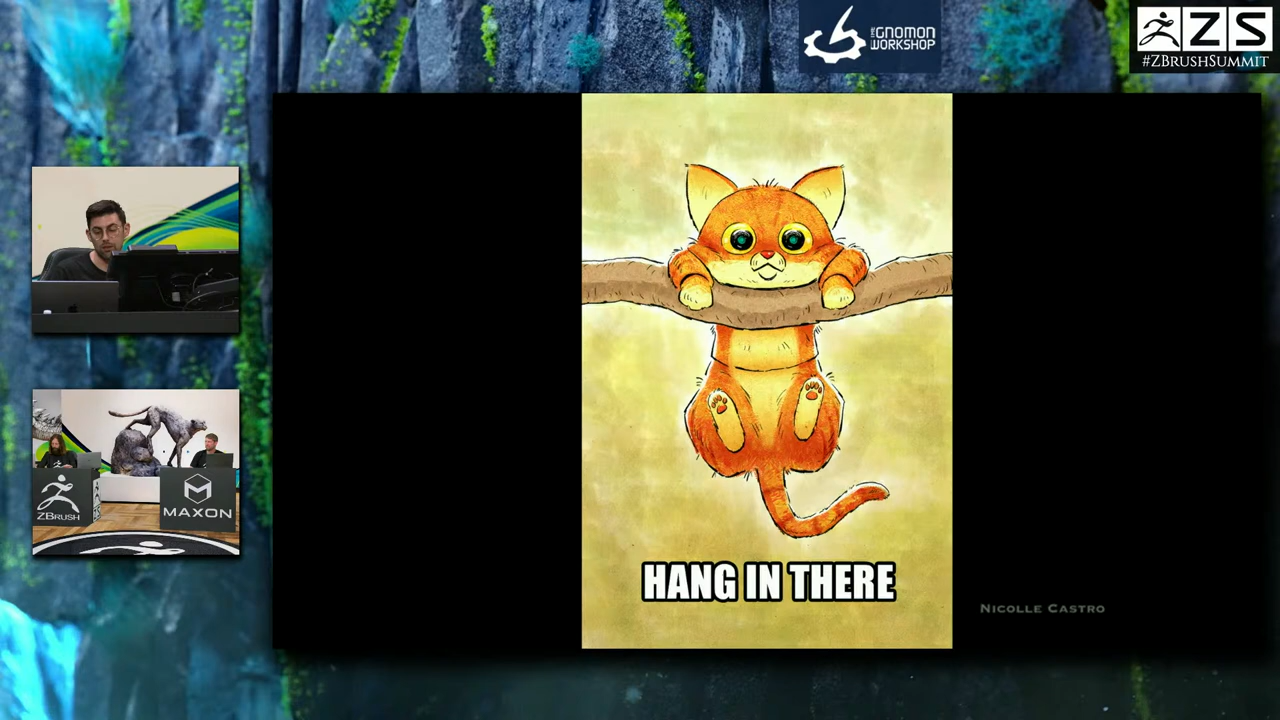 THE GNOMON
WORKSHOP
ZS
#ZBRUSHSUMMIT
ZBRUSH
MAXON
HANG IN THERE
NICOLLE CASTRO